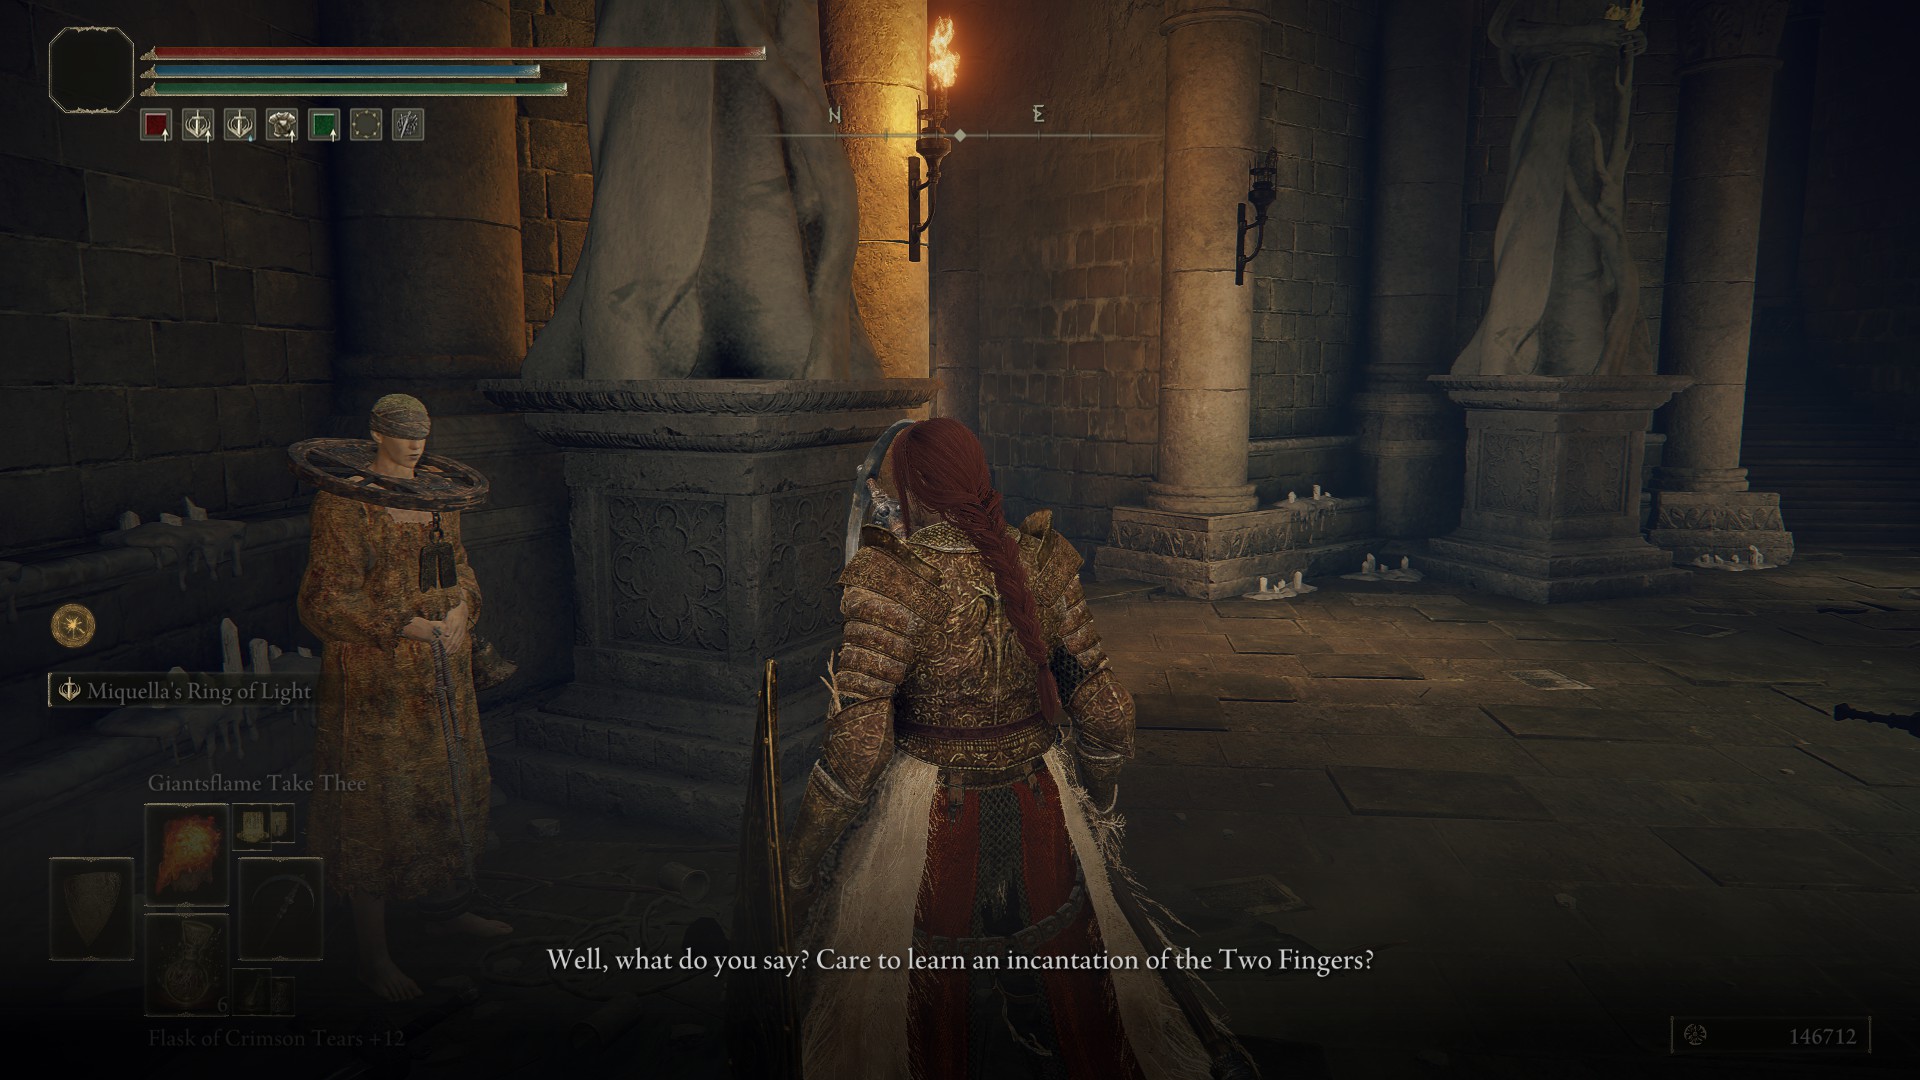 N
E
Miquella's Ring of Light
Giantsflame Take Thee
6
Well, what do you say? Care to learn an incantation of the Two Fingers?
Flask of Crimson Tears +12
146712